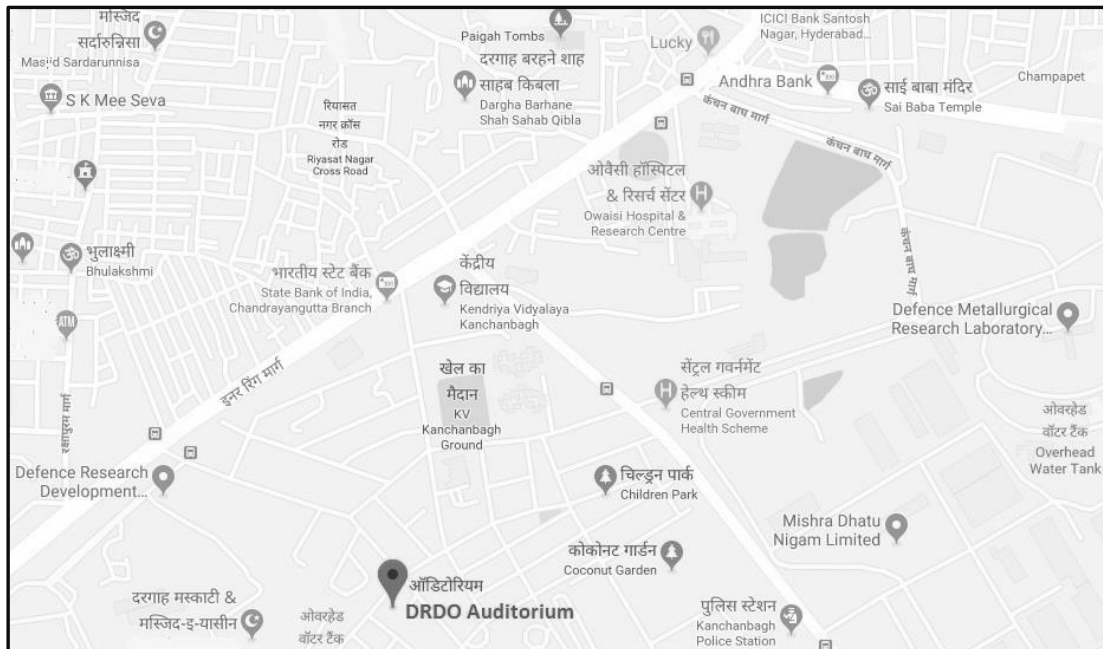 मस्जिद
सर्दारुन्निसा
Masjid Sardarunnisa
S K Mee Seva
रियासत
नगर क्रॉस
रोड
Riyasat Nagar
Cross Road
Paigah Tombs
दरगाह बरहने शाह
साहब किबला
Dargha Barhane
Shah Sahab Qibla
Lucky
ICICI Bank Santosh
Nagar, Hyderabad...
Andhra Bank
साई बाबा मंदिर
Sai Baba Temple
Champapet
कंचन बाघ मार्ग
कंचन बाघ मार्ग
कंचन बाघ मार्ग
ओवैसी हॉस्पिटल
& रिसर्च सेंटर
Owaisi Hospital &
Research Centre
भुलाक्ष्मी
Bhulakshmi
ATM
भारतीय स्टेट बैंक
State Bank of India,
Chandrayangutta Branch
केंद्रीय
विद्यालय
Kendriya Vidyalaya
Kanchanbagh
Defence Metallurgical
Research Laboratory...
इनर रिंग मार्ग
रक्षापुरम मार्ग
खेल का
मैदान
KV
Kanchanbagh
Ground
सेंट्रल गवर्नमेंट
हेल्थ स्कीम
Central Government
Health Scheme
ओवरहेड
वॉटर टैंक
Overhead
Water Tank
Defence Research
Development...
चिल्ड्रन पार्क
Children Park
Mishra Dhatu
Nigam Limited
कोकोनट गार्डन
Coconut Garden
ऑडिटोरियम
DRDO Auditorium
दरगाह मस्काटी &
मस्जिद-इ-यासीन
ओवरहेड
वॉटर टैंक
पुलिस स्टेशन
Kanchanbagh
Police Station